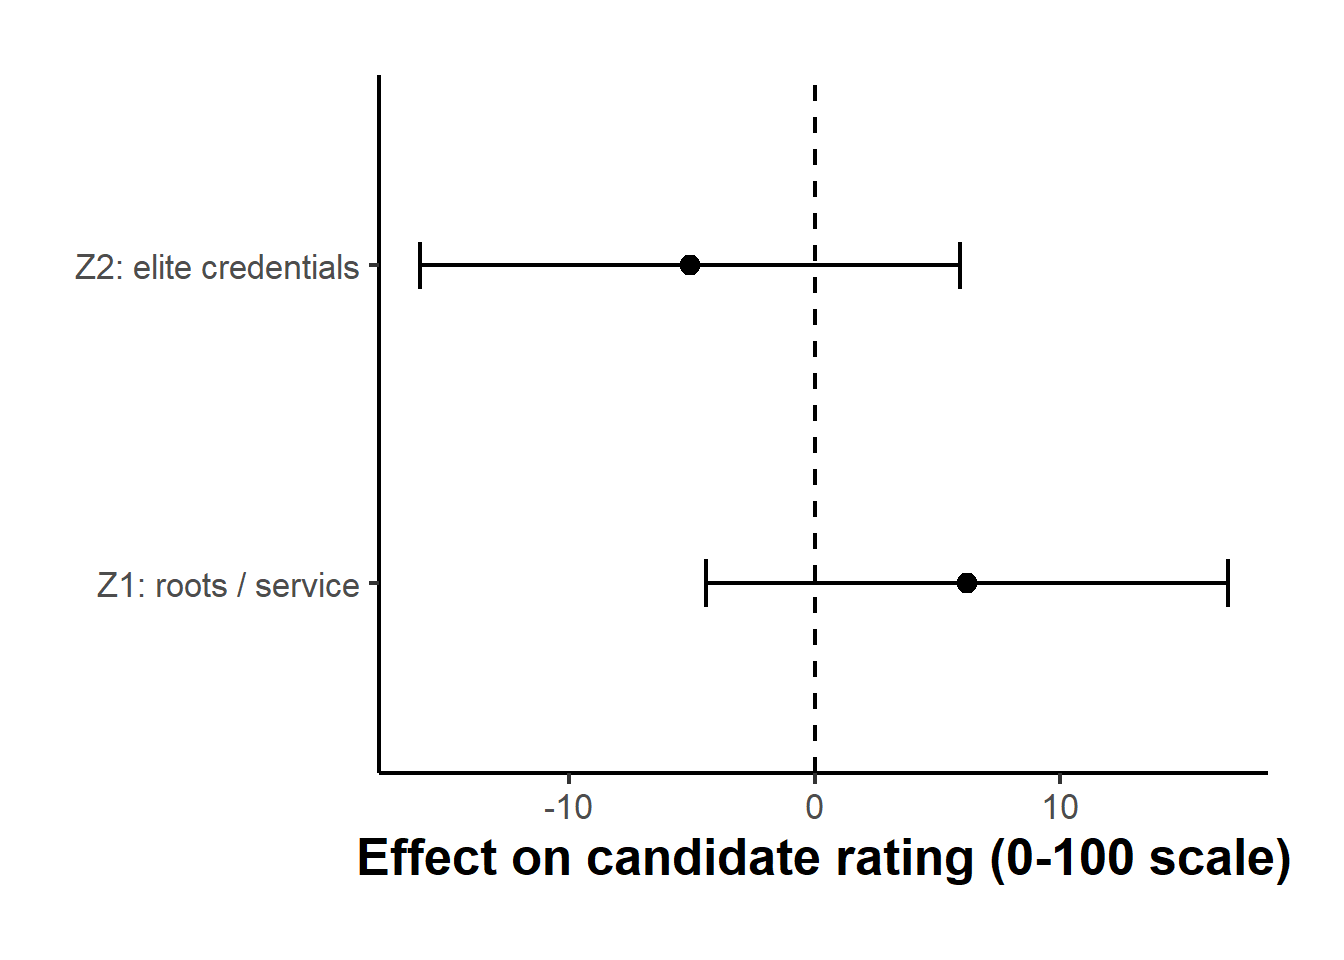 Z2: elite credentials
Z1: roots / service
-10 0 10
Effect on candidate rating (0-100 scale)